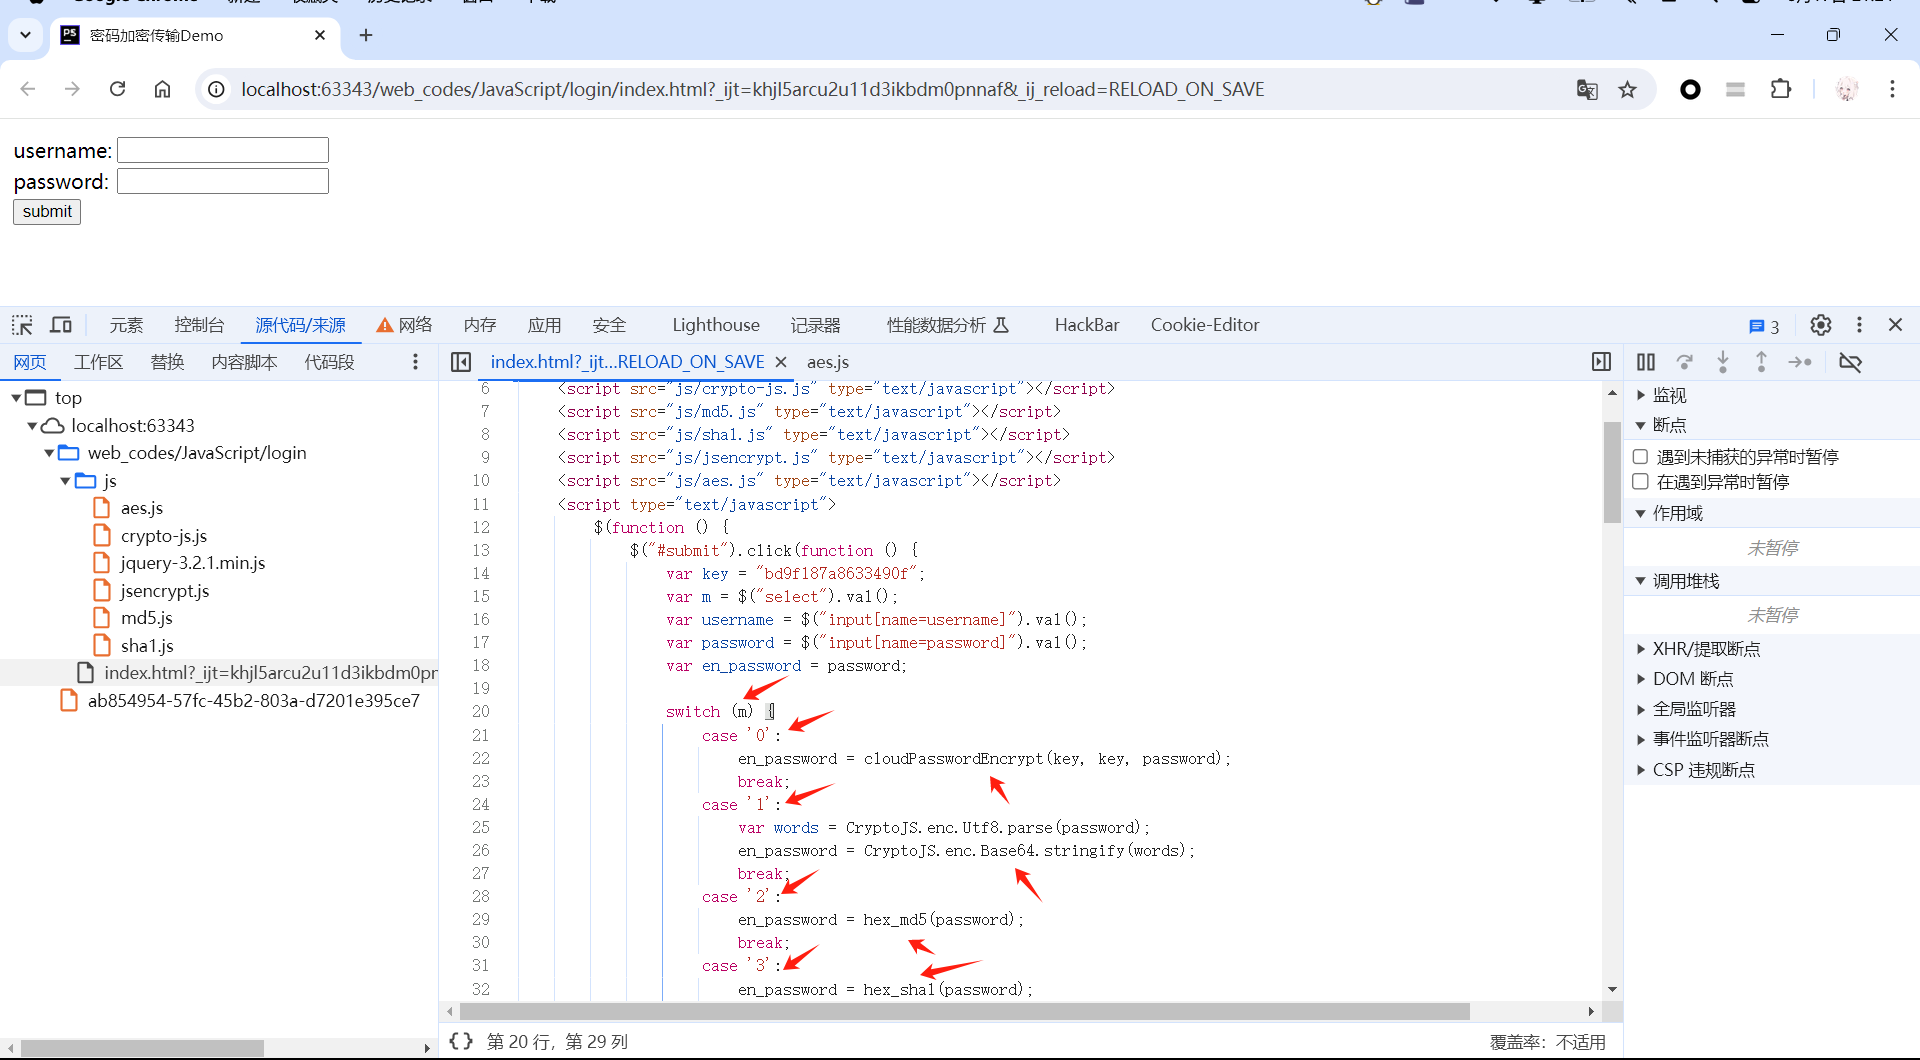 密码加密传输Demo
localhost:63343/web_codes/JavaScript/login/index.html?_ijt=khjl5arcu2u11d3ikbdm0pnnaf&_ij_reload=RELOAD_ON_SAVE
username:
password:
submit
元素 控制台 源代码/来源 网络 内存 应用 安全 Lighthouse 记录器 性能数据分析 HackBar Cookie-Editor 3
网页 工作区 替换 内容脚本 代码段
index.html?_ijt...RELOAD_ON_SAVE aes.js
top
localhost:63343
web_codes/JavaScript/login
js
aes.js
crypto-js.js
jquery-3.2.1.min.js
jsencrypt.js
md5.js
sha1.js
index.html?_ijt=khjl5arcu2u11d3ikbdm0pn
ab854954-57fc-45b2-803a-d7201e395ce7
6 <script src="js/crypto-js.js" type="text/javascript"></script>
7 <script src="js/md5.js" type="text/javascript"></script>
8 <script src="js/sha1.js" type="text/javascript"></script>
9 <script src="js/jsencrypt.js" type="text/javascript"></script>
10 <script src="js/aes.js" type="text/javascript"></script>
11 <script type="text/javascript">
12 $(function () {
13 $("#submit").click(function () {
14 var key = "bd9f187a8633490f";
15 var m = $("select").val();
16 var username = $("input[name=username]").val();
17 var password = $("input[name=password]").val();
18 var en_password = password;
19
20 switch (m) {
21 case '0':
22 en_password = cloudPasswordEncrypt(key, key, password);
23 break;
24 case '1':
25 var words = CryptoJS.enc.Utf8.parse(password);
26 en_password = CryptoJS.enc.Base64.stringify(words);
27 break;
28 case '2':
29 en_password = hex_md5(password);
30 break;
31 case '3':
32 en_password = hex_sha1(password);
第 20 行，第 29 列
覆盖率：不适用
监视
断点
遇到未捕获的异常时暂停
在遇到异常时暂停
作用域
未暂停
调用堆栈
未暂停
XHR/提取断点
DOM 断点
全局监听器
事件监听器断点
CSP 违规断点